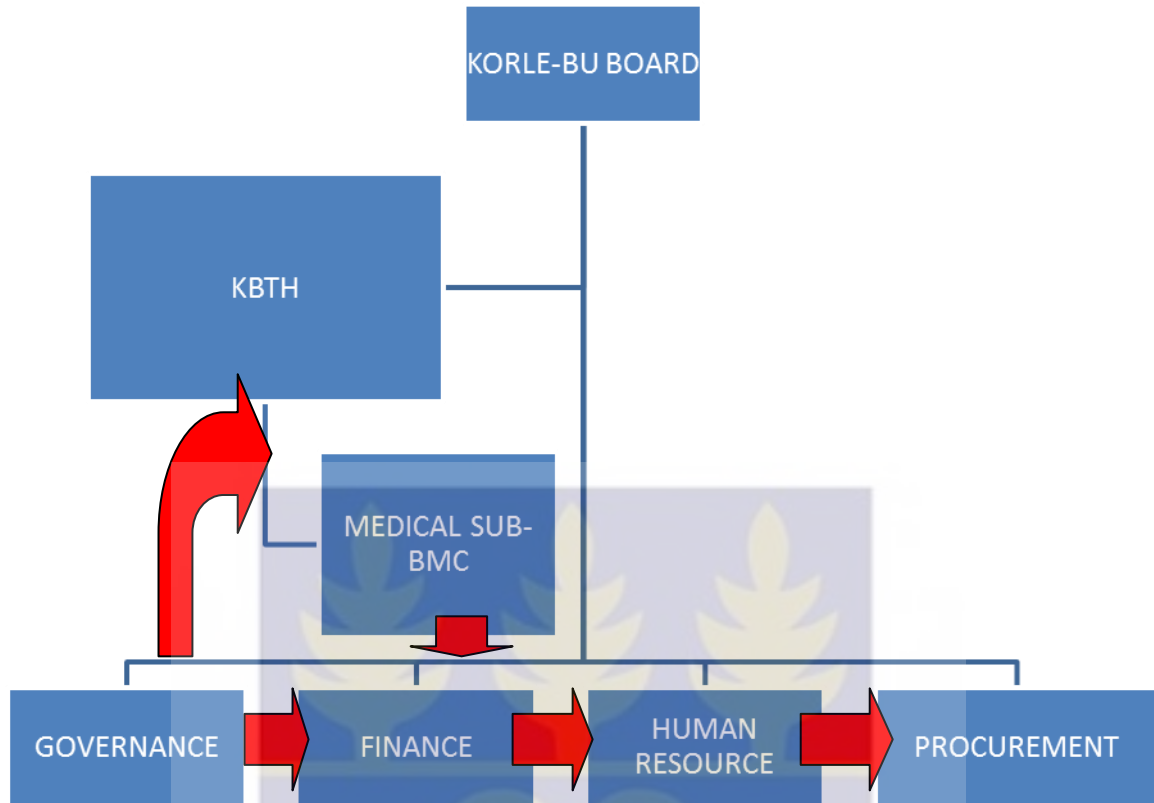 KORLE-BU BOARD
KBTH
MEDICAL SUB-
BMC
GOVERNANCE
FINANCE
HUMAN
RESOURCE
PROCUREMENT